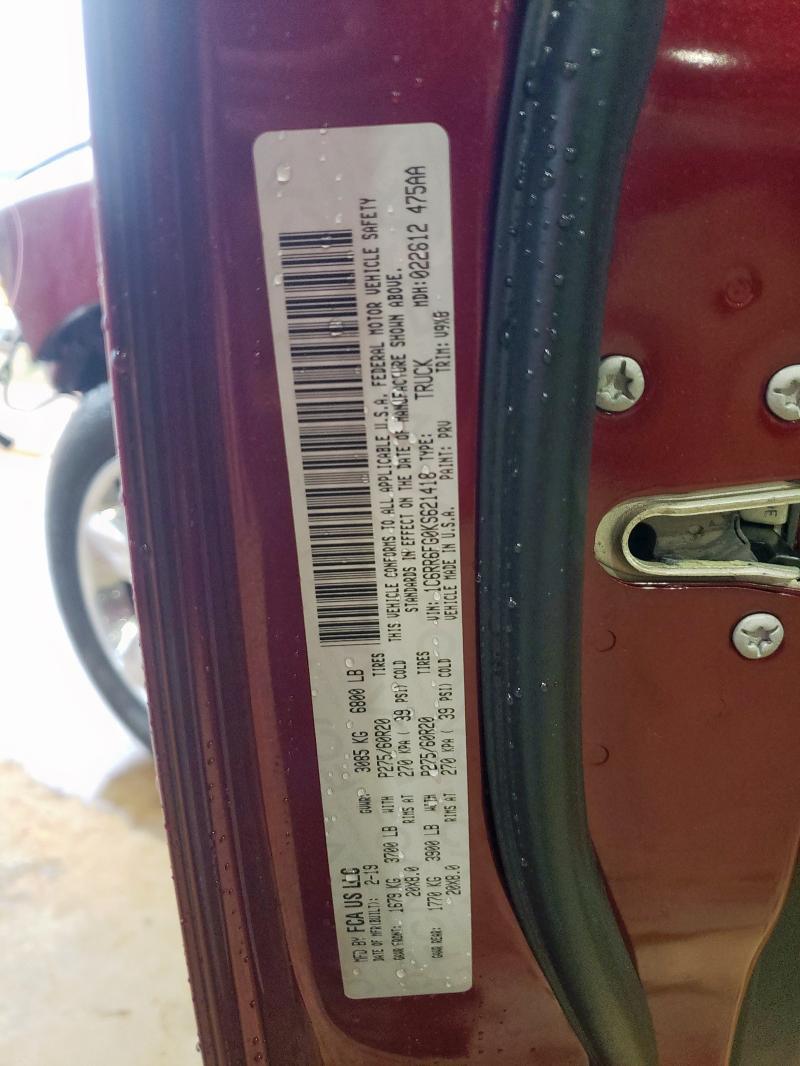 MFD BY FCA US LLC
DATE OF MFR(BUILT): 2-19 GVWR: 3085 KG 6800 LB
GAWR FRONT: 1679 KG 3700 LB WITH P275/60R20 TIRES
20X8.0 RIMS AT 270 KPA ( 39 PSI) COLD
GAWR REAR: 1770 KG 3900 LB WITH P275/60R20 TIRES
20X8.0 RIMS AT 270 KPA ( 39 PSI) COLD
THIS VEHICLE CONFORMS TO ALL APPLICABLE U.S.A. FEDERAL MOTOR VEHICLE SAFETY
STANDARDS IN EFFECT ON THE DATE OF MANUFACTURE SHOWN ABOVE.
VIN: 1C6RR6FG0KS621418 TYPE: TRUCK MDH:022612 475AA
VEHICLE MADE IN U.S.A. PAINT: PRV TRIM: V9X8